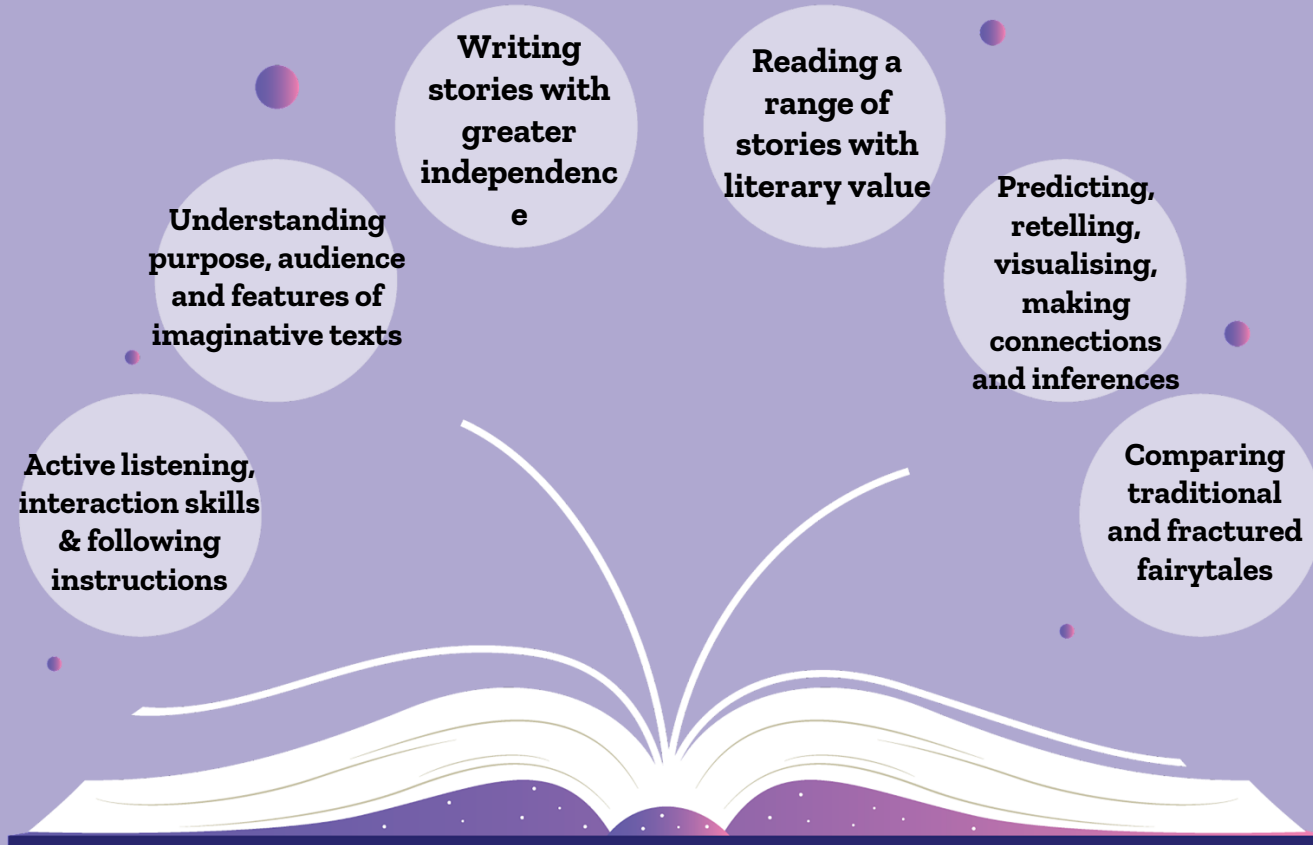 Writing
stories with
greater
independenc
e
Reading a
range of
stories with
literary value
Understanding
purpose, audience
and features of
imaginative texts
Predicting,
retelling,
visualising,
making
connections
and inferences
Active listening,
interaction skills
& following
instructions
Comparing
traditional
and fractured
fairytales